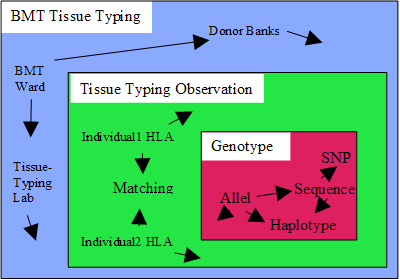 BMT Tissue Typing
Donor Banks
BMT
Ward
Tissue Typing Observation
Individual1 HLA
Genotype
SNP
Tissue-
Typing
Lab
Matching
Allel
Sequence
Haplotype
Individual2 HLA